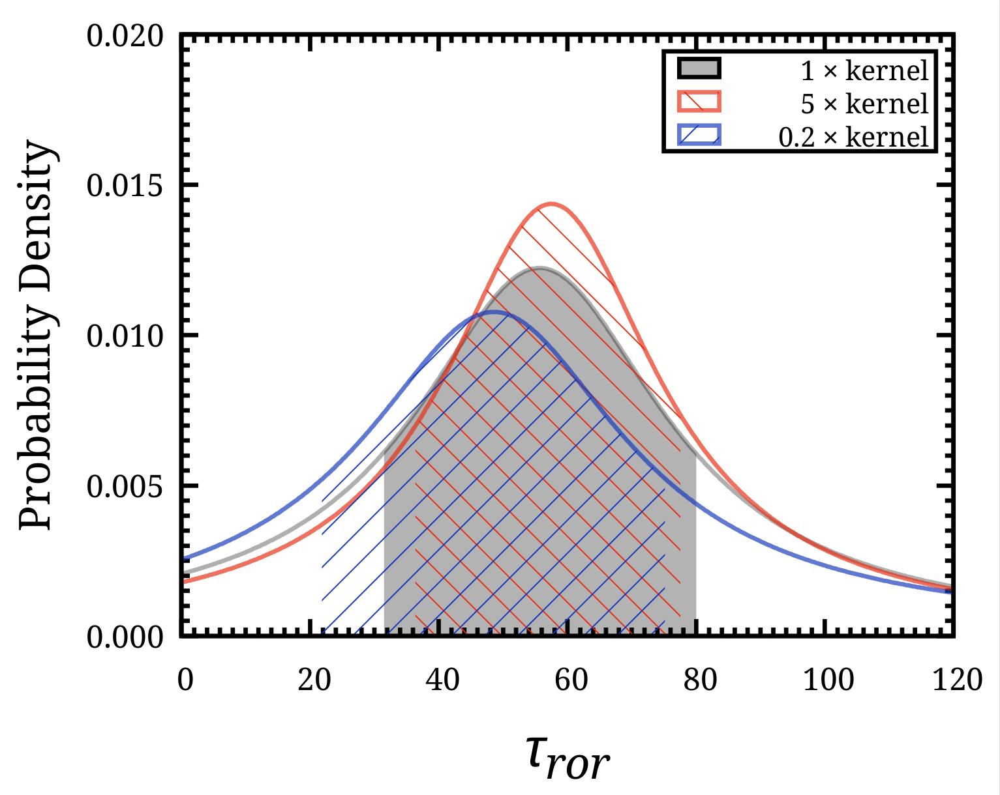 0.020
0.015
0.010
0.005
0.000
Probability Density
1 × kernel
5 × kernel
0.2 × kernel
0 20 40 60 80 100 120
τror